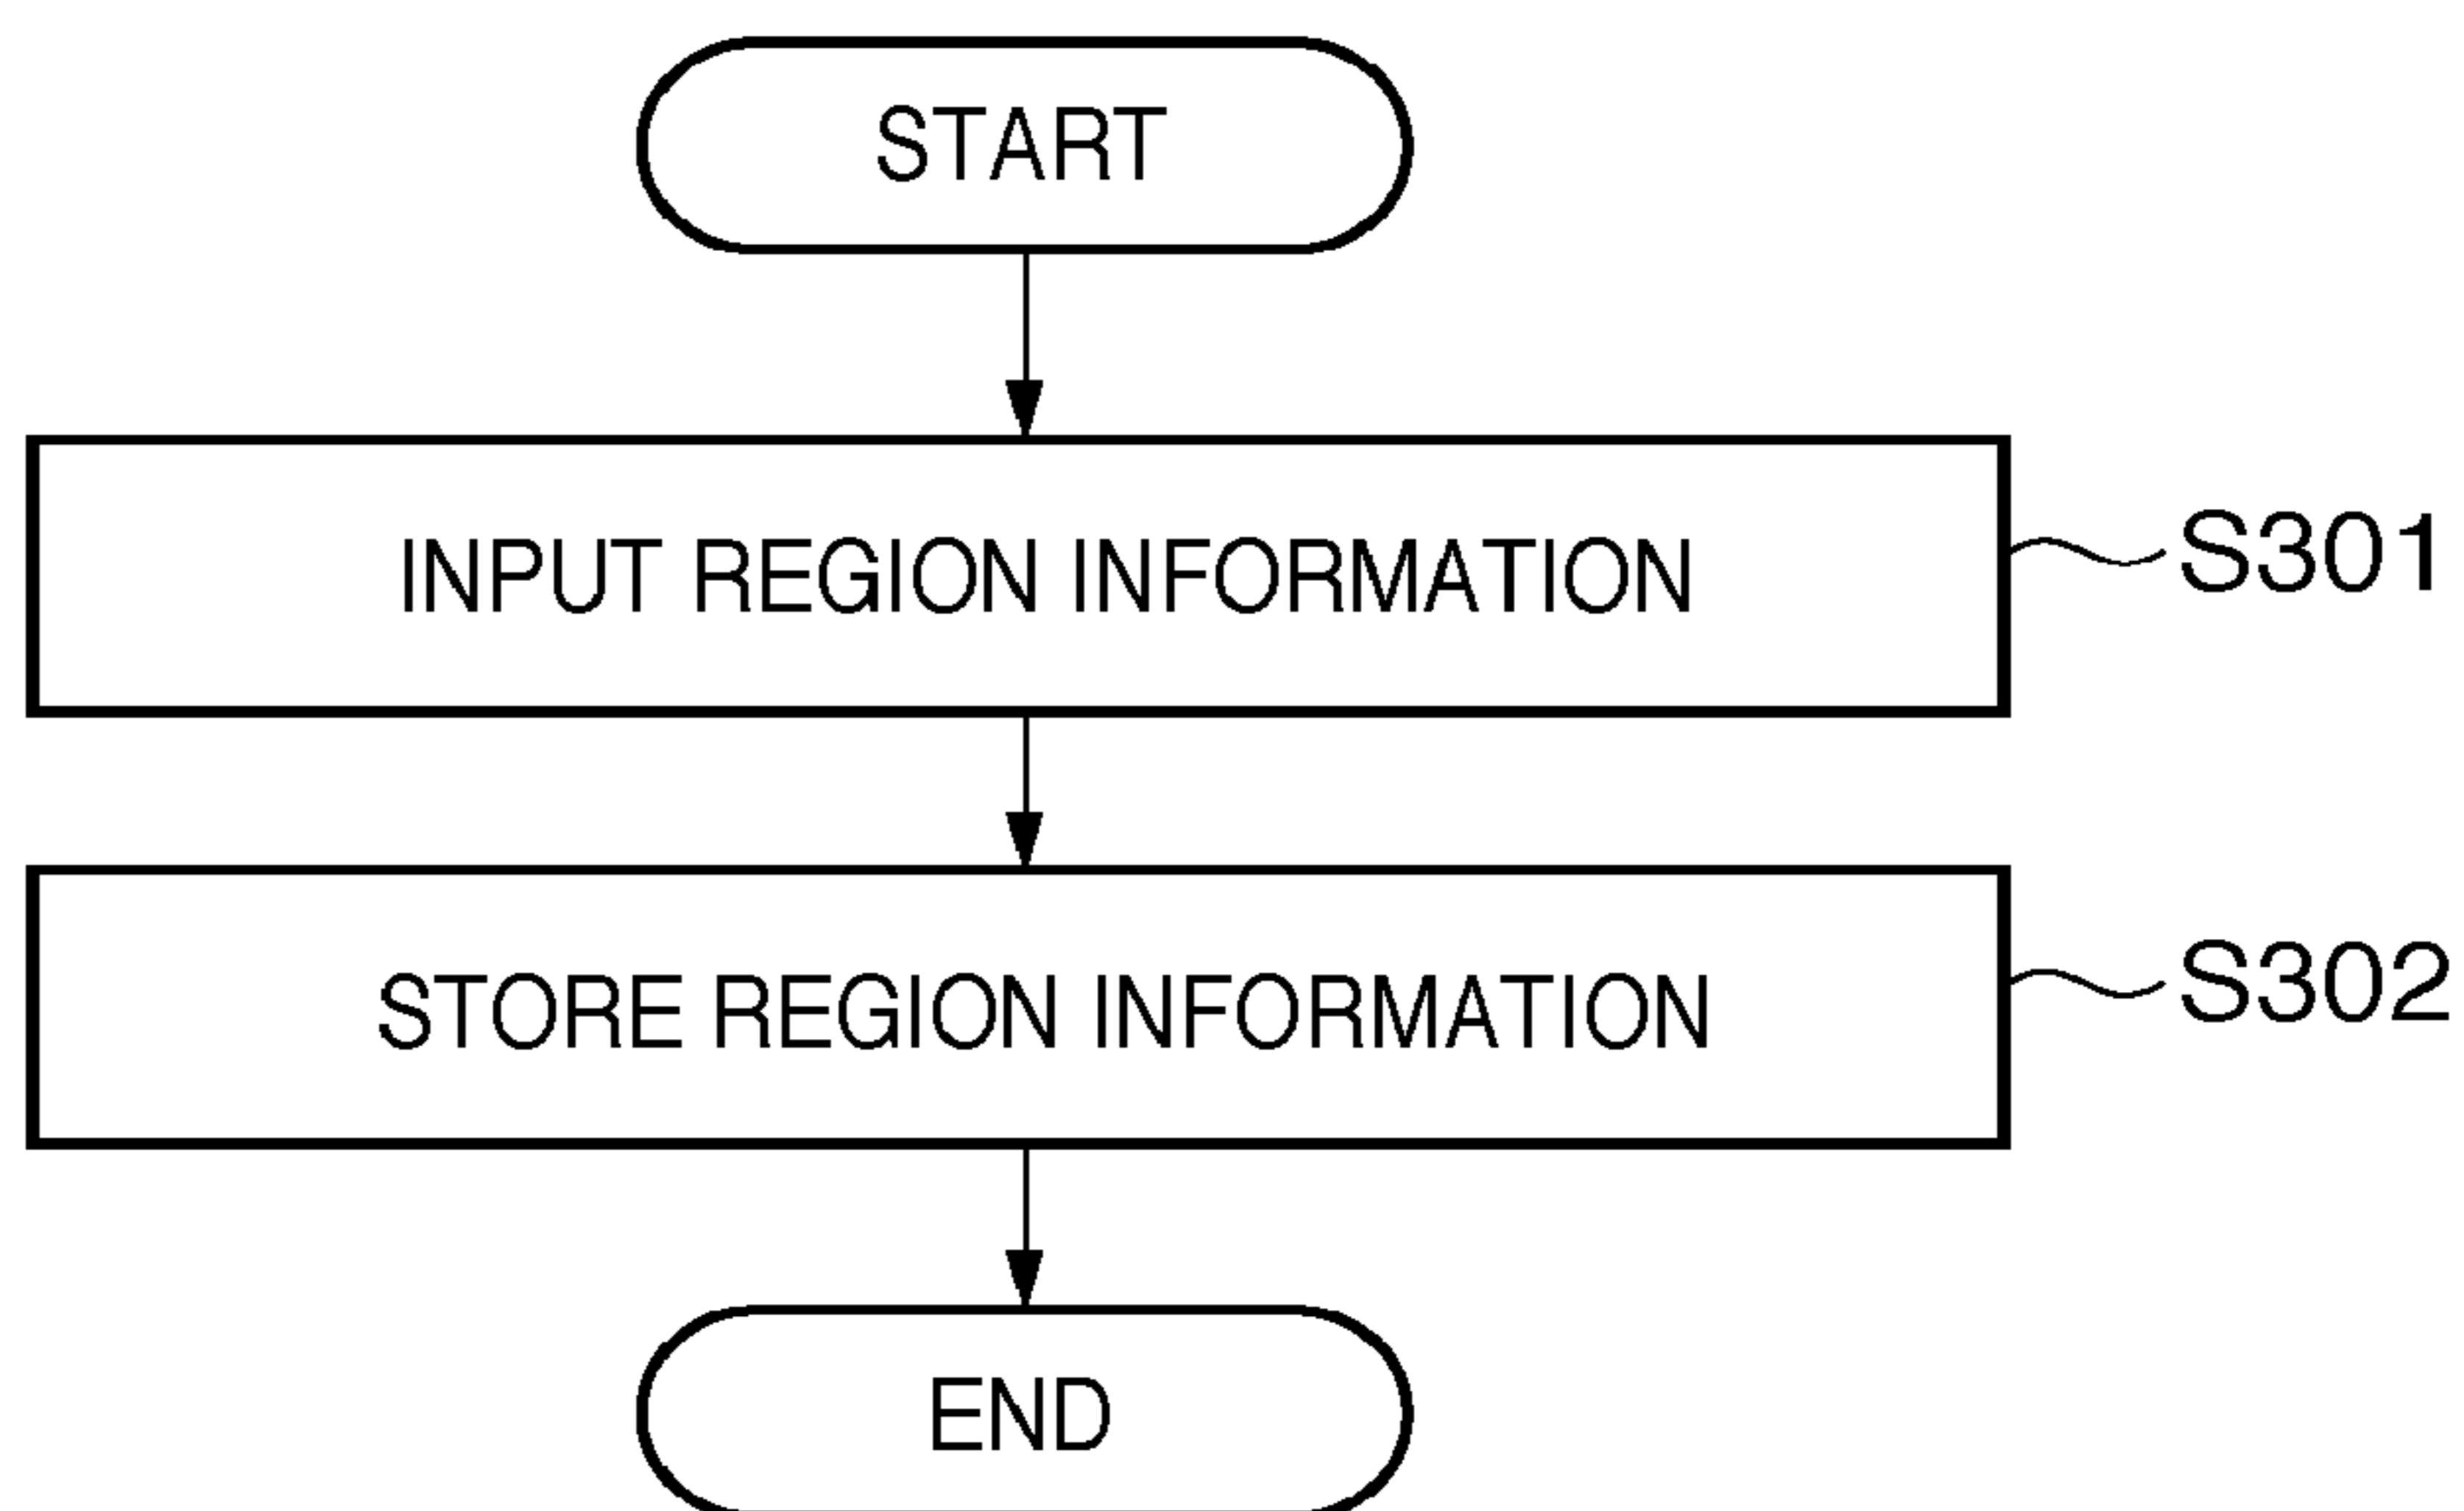 START
INPUT REGION INFORMATION
S301
STORE REGION INFORMATION
S302
END